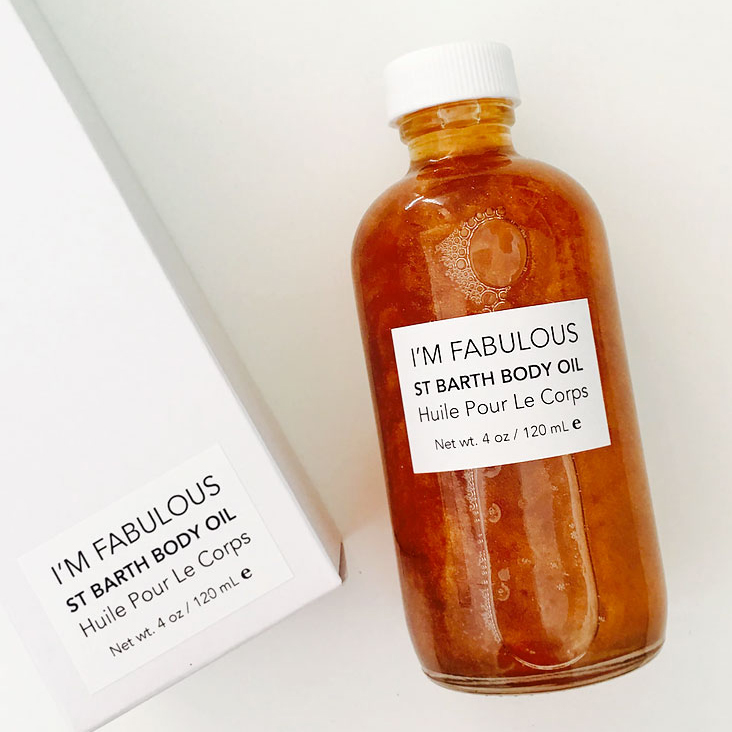 I'M FABULOUS
ST BARTH BODY OIL
Huile Pour Le Corps
Net wt. 4 oz / 120 mL ℮
I'M FABULOUS
ST BARTH BODY OIL
Huile Pour Le Corps
Net wt. 4 oz / 120 mL ℮